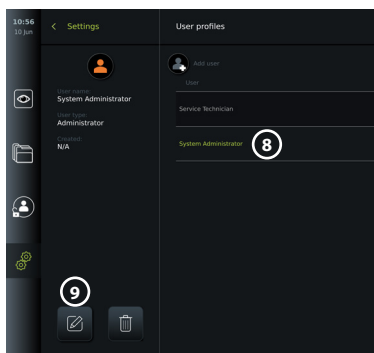 10:56
10 Jun
Settings
User profiles
Add user
User
User name:
System Administrator
Service Technician
User type:
Administrator
System Administrator
8
Created:
N/A
9